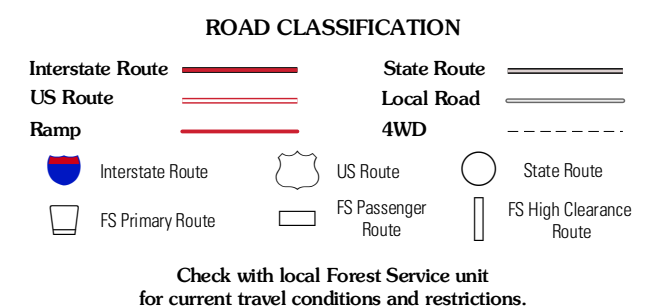 ROAD CLASSIFICATION
Interstate Route
State Route
US Route
Local Road
Ramp
4WD
Interstate Route
US Route
State Route
FS Primary Route
FS Passenger
Route
FS High Clearance
Route
Check with local Forest Service unit
for current travel conditions and restrictions.